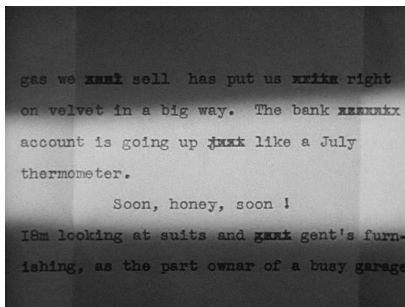 gas we sell has put us right
on velvet in a big way. The bank
account is going up like a July
thermometer.
Soon, honey, soon !
I8m looking at suits and gent's furn-
ishing, as the part ownar of a busy garage